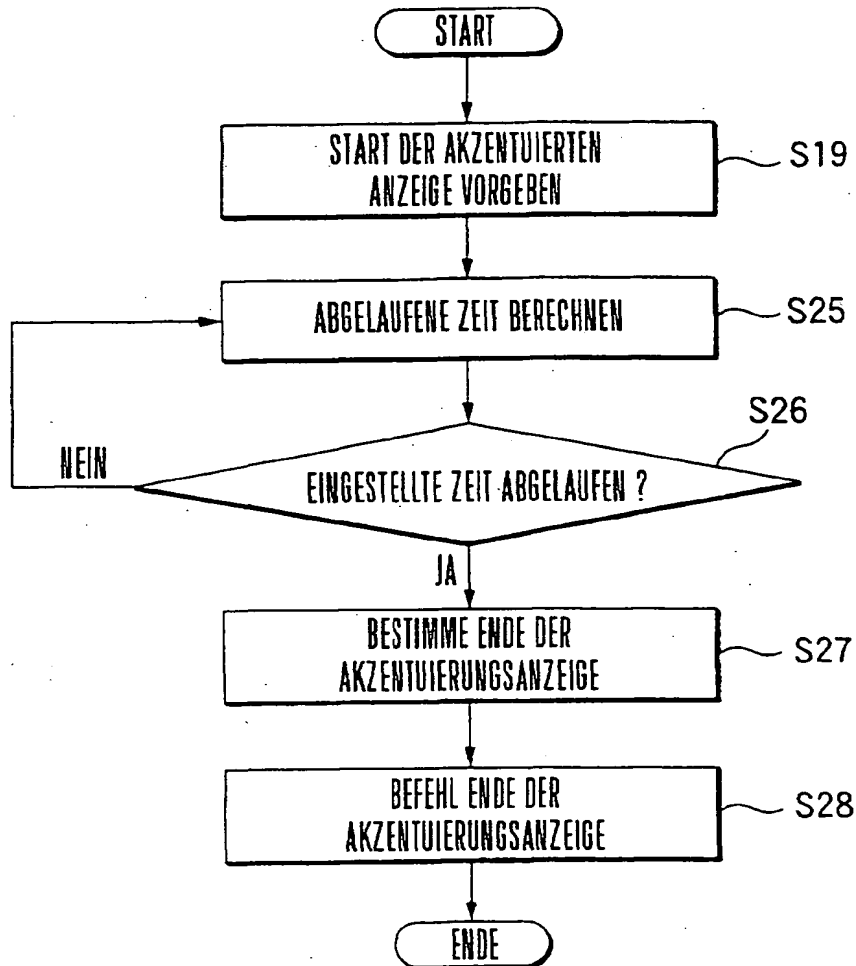 START
START DER AKZENTUIERTEN
ANZEIGE VORGEBEN
S19
ABGELAUFENE ZEIT BERECHNEN
S25
S26
NEIN
EINGESTELLTE ZEIT ABGELAUFEN ?
JA
BESTIMME ENDE DER
AKZENTUIERUNGSANZEIGE
S27
BEFEHL ENDE DER
AKZENTUIERUNGSANZEIGE
S28
ENDE